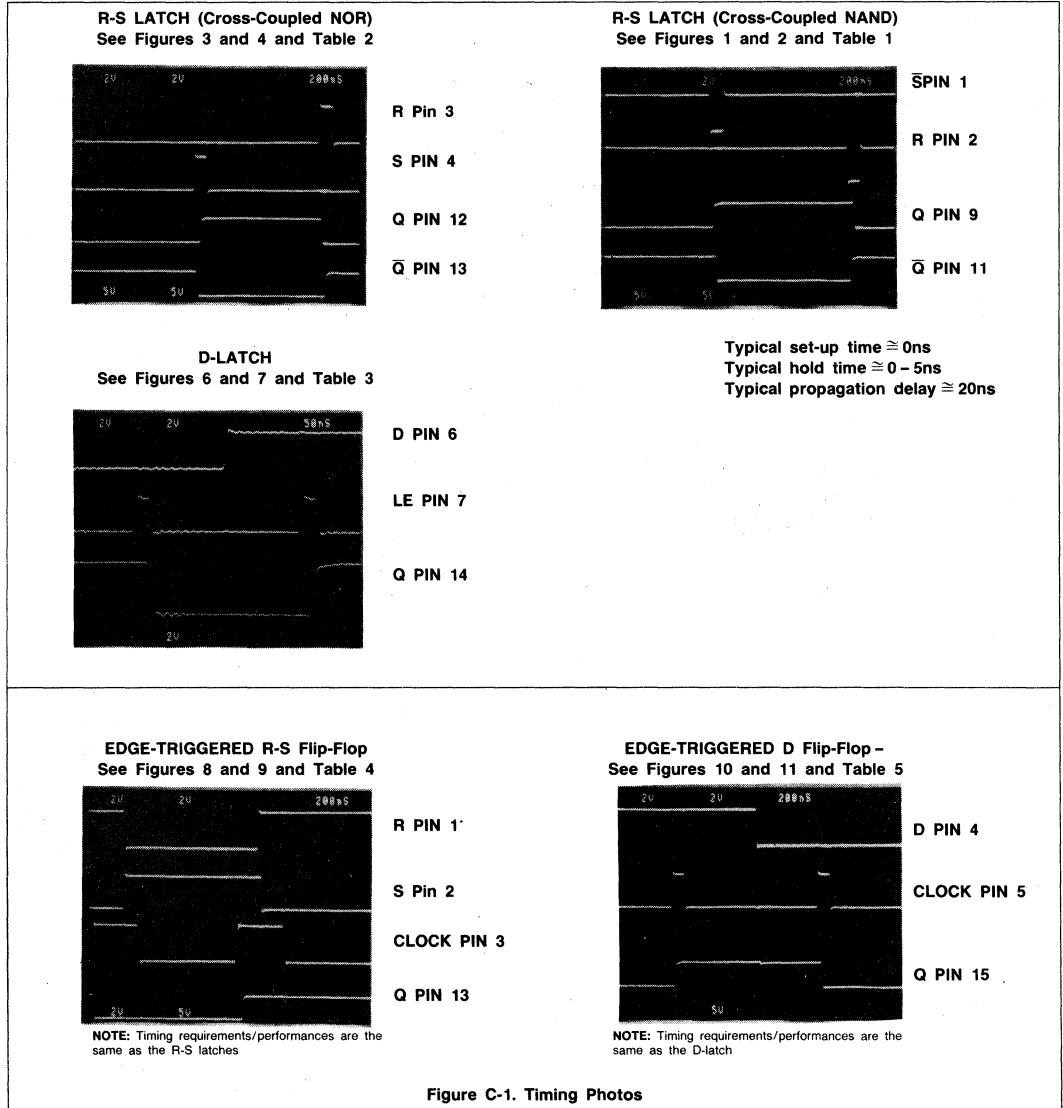 R-S LATCH (Cross-Coupled NOR)
See Figures 3 and 4 and Table 2
2V 2V 200nS
R Pin 3
S PIN 4
Q PIN 12
Q̅ PIN 13
5V 5V
R-S LATCH (Cross-Coupled NAND)
See Figures 1 and 2 and Table 1
2V 200nS
S̅PIN 1
R PIN 2
Q PIN 9
Q̅ PIN 11
5V 5V
Typical set-up time ≅ 0ns
Typical hold time ≅ 0 – 5ns
Typical propagation delay ≅ 20ns
D-LATCH
See Figures 6 and 7 and Table 3
2V 2V 50nS
D PIN 6
LE PIN 7
Q PIN 14
2V
EDGE-TRIGGERED R-S Flip-Flop
See Figures 8 and 9 and Table 4
2V 2V 200nS
R PIN 1
S Pin 2
CLOCK PIN 3
Q PIN 13
2V 5V
NOTE: Timing requirements/performances are the
same as the R-S latches
EDGE-TRIGGERED D Flip-Flop –
See Figures 10 and 11 and Table 5
2V 2V 200nS
D PIN 4
CLOCK PIN 5
Q PIN 15
5V
NOTE: Timing requirements/performances are the
same as the D-latch
Figure C-1. Timing Photos